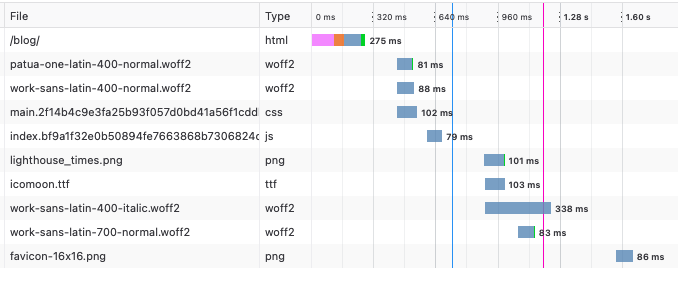 File Type 0 ms 320 ms 640 ms 960 ms 1.28 s 1.60 s
/blog/ html 275 ms
patua-one-latin-400-normal.woff2 woff2 81 ms
work-sans-latin-400-normal.woff2 woff2 88 ms
main.2f14b4c9e3fa25b93f057d0bd41a56f1cddi css 102 ms
index.bf9a1f32e0b50894fe7663868b7306824c js 79 ms
lighthouse_times.png png 101 ms
icomoon.ttf ttf 103 ms
work-sans-latin-400-italic.woff2 woff2 338 ms
work-sans-latin-700-normal.woff2 woff2 83 ms
favicon-16x16.png png 86 ms